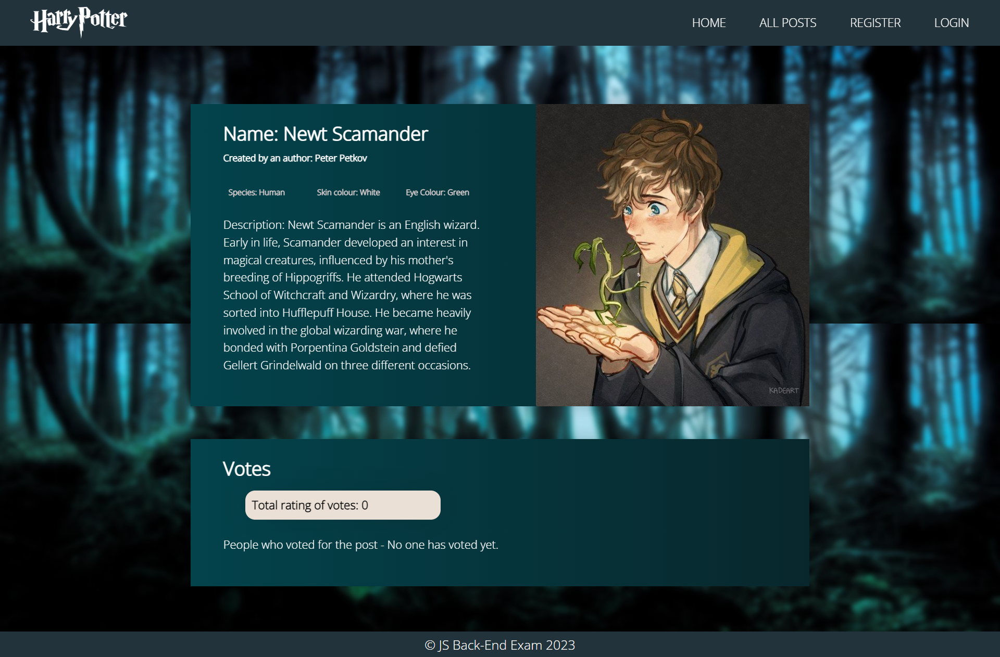 Harry Potter
HOME ALL POSTS REGISTER LOGIN
Name: Newt Scamander
Created by an author: Peter Petkov
Species: Human Skin colour: White Eye Colour: Green
Description: Newt Scamander is an English wizard.
Early in life, Scamander developed an interest in
magical creatures, influenced by his mother's
breeding of Hippogriffs. He attended Hogwarts
School of Witchcraft and Wizardry, where he was
sorted into Hufflepuff House. He became heavily
involved in the global wizarding war, where he
bonded with Porpentina Goldstein and defied
Gellert Grindelwald on three different occasions.
KADEART
Votes
Total rating of votes: 0
People who voted for the post - No one has voted yet.
© JS Back-End Exam 2023